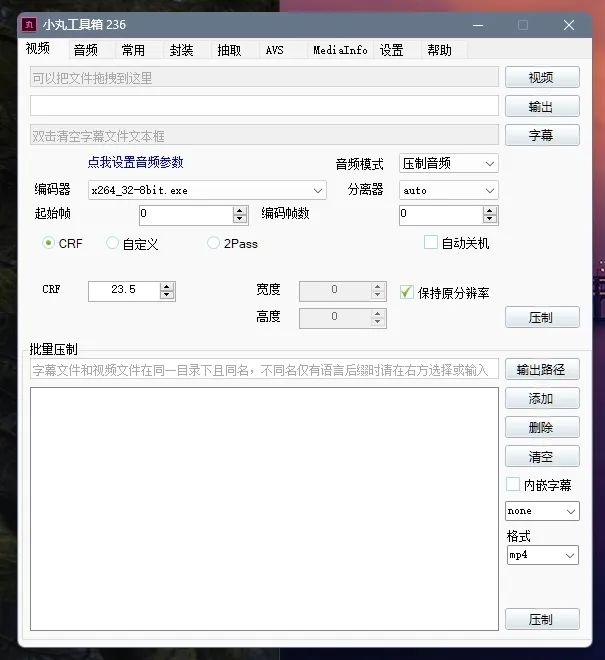 丸 小丸工具箱 236
视频 音频 常用 封装 抽取 AVS MediaInfo 设置 帮助
可以把文件拖拽到这里 视频
输出
双击清空字幕文件文本框 字幕
点我设置音频参数 音频模式 压制音频
编码器 x264_32-8bit.exe 分离器 auto
起始帧 0 编码帧数 0
CRF 自定义 2Pass 自动关机
CRF 23.5 宽度 0 保持原分辨率
高度 0 压制
批量压制
字幕文件和视频文件在同一目录下且同名，不同名仅有语言后缀时请在右方选择或输入 输出路径
添加
删除
清空
内嵌字幕
none
格式
mp4
压制